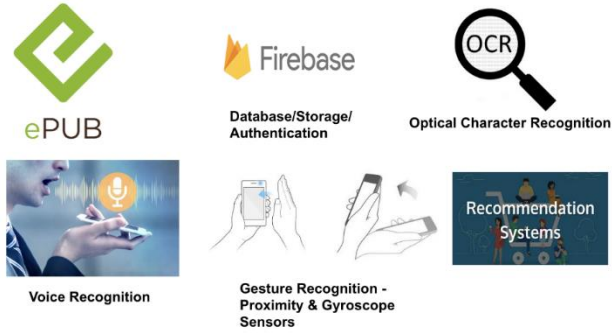 ePUB
Firebase
Database/Storage/
Authentication
OCR
Optical Character Recognition
Voice Recognition
Gesture Recognition -
Proximity & Gyroscope
Sensors
Recommendation
Systems